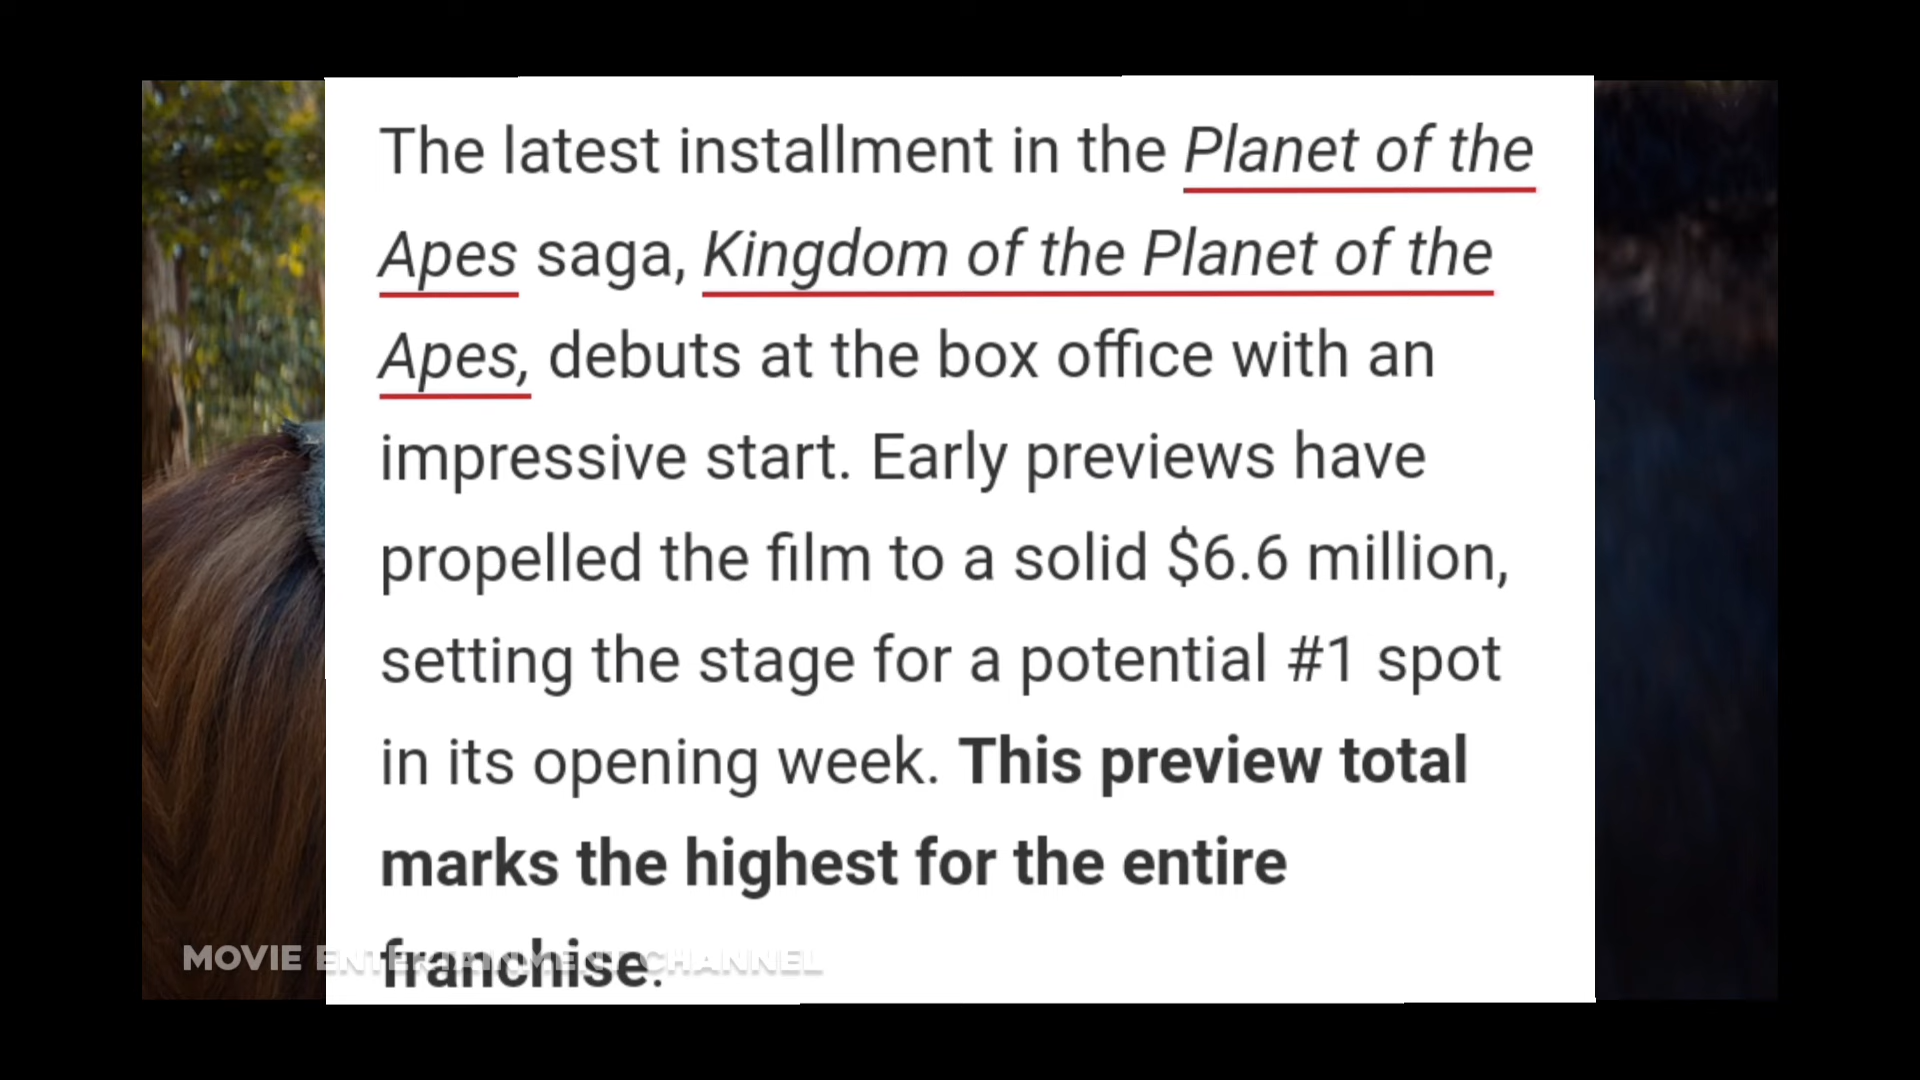 The latest installment in the Planet of the
Apes saga, Kingdom of the Planet of the
Apes, debuts at the box office with an
impressive start. Early previews have
propelled the film to a solid $6.6 million,
setting the stage for a potential #1 spot
in its opening week. This preview total
marks the highest for the entire
franchise.
MOVIE ENTERTAINMENT CHANNEL